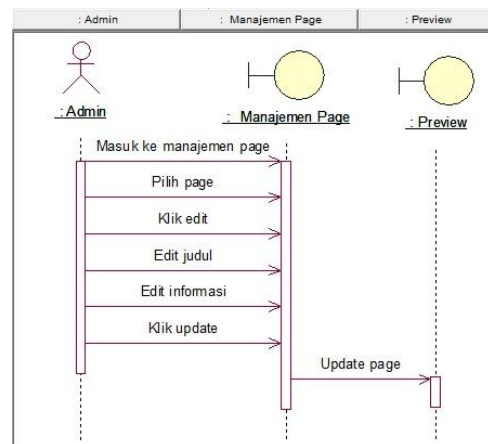 : Admin
: Manajemen Page
: Preview
: Admin
: Manajemen Page
: Preview
Masuk ke manajemen page
Pilih page
Klik edit
Edit judul
Edit informasi
Klik update
Update page